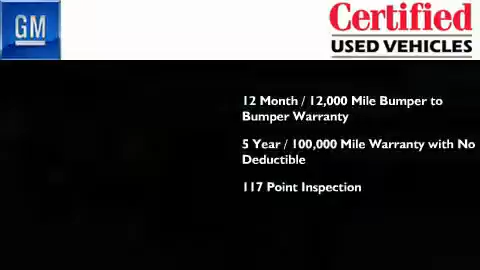 GM
Certified
USED VEHICLES
12 Month / 12,000 Mile Bumper to
Bumper Warranty
5 Year / 100,000 Mile Warranty with No
Deductible
117 Point Inspection